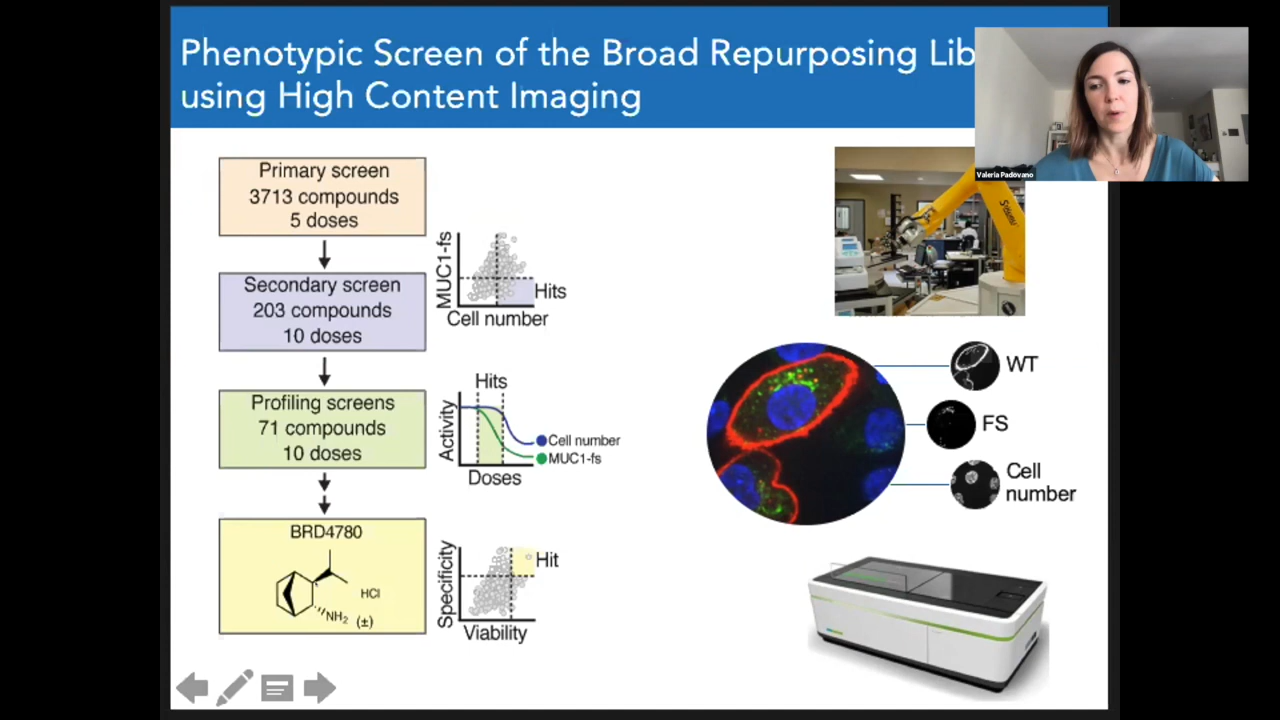 Phenotypic Screen of the Broad Repurposing Lib
using High Content Imaging
Valeria Padovano
Primary screen
3713 compounds
5 doses
MUC1-fs
Hits
Cell number
Secondary screen
203 compounds
10 doses
Hits
Activity
Cell number
MUC1-fs
Doses
Profiling screens
71 compounds
10 doses
BRD4780
HCl
NH2 (±)
Specificity
Hit
Viability
WT
FS
Cell
number